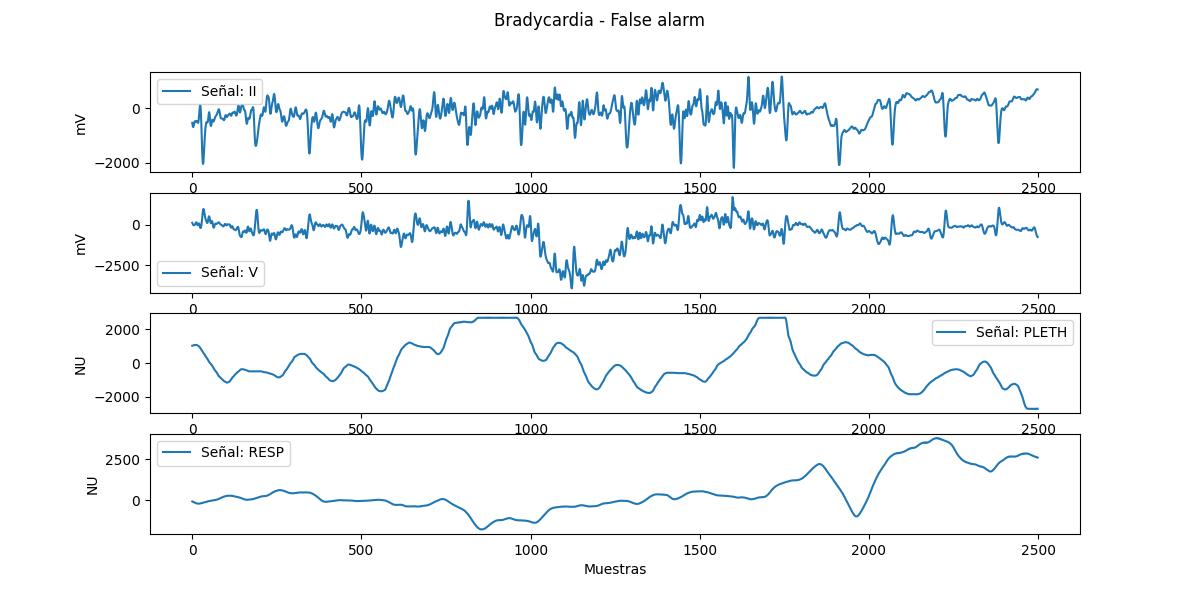 Bradycardia - False alarm
Señal: II
mV
0
−2000
0 500 1000 1500 2000 2500
Señal: V
mV
0
−2500
0 500 1000 1500 2000 2500
Señal: PLETH
NU
2000
0
−2000
0 500 1000 1500 2000 2500
Señal: RESP
NU
2500
0
0 500 1000 1500 2000 2500
Muestras